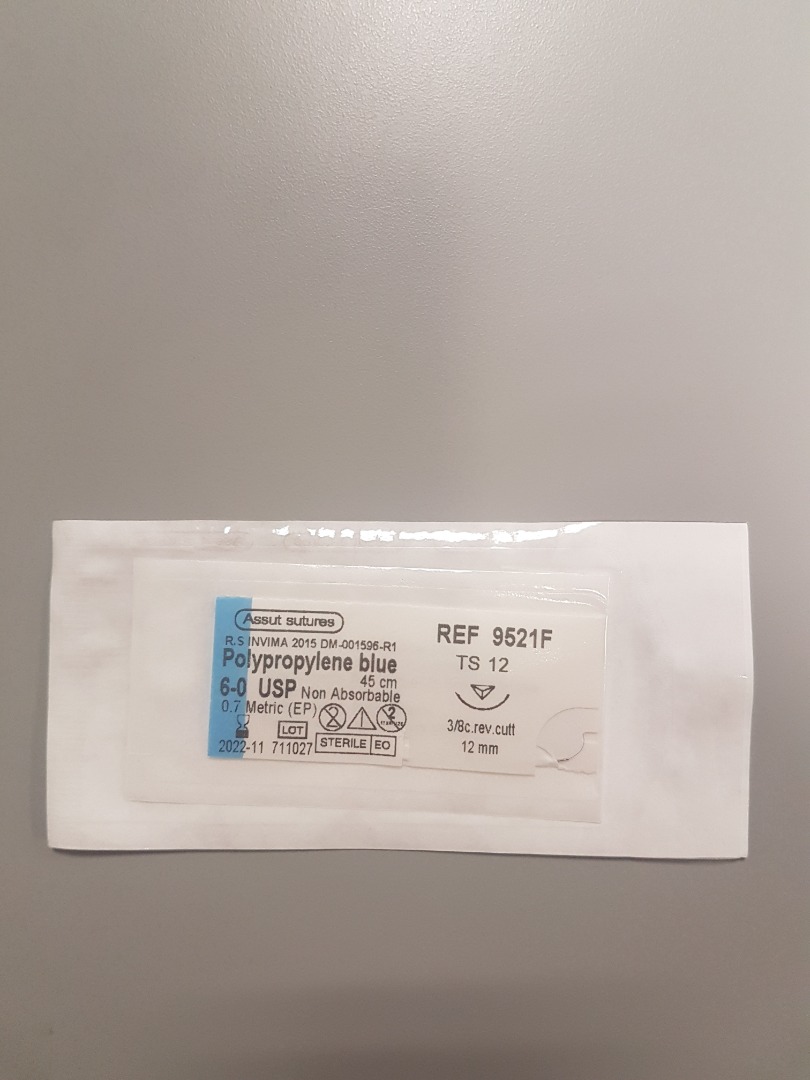 Assut sutures
R.S INVIMA 2015 DM-001596-R1
Polypropylene blue
45 cm
6-0 USP Non Absorbable
0.7 Metric (EP)
2
LOT
STERILE EO
2022-11 711027
REF 9521F
TS 12
3/8c.rev.cutt
12 mm